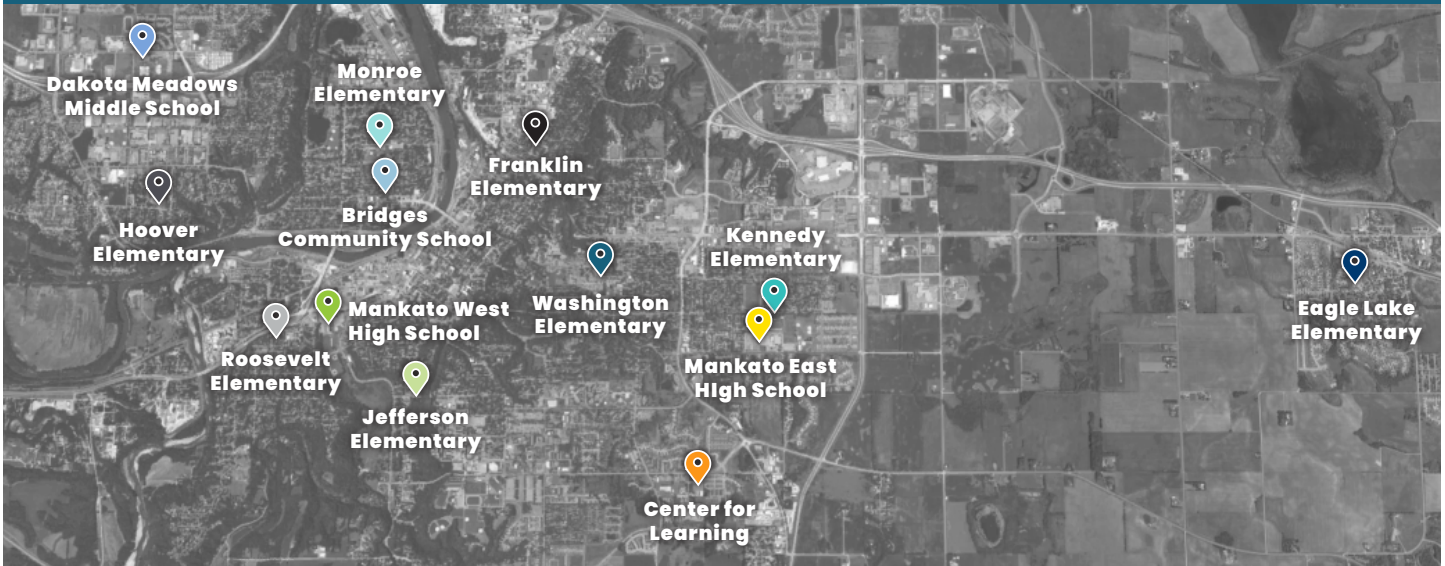 Dakota Meadows
Middle School
Monroe
Elementary
Franklin
Elementary
Hoover
Elementary
Bridges
Community School
Kennedy
Elementary
Washington
Elementary
Eagle Lake
Elementary
Mankato West
High School
Roosevelt
Elementary
Mankato East
HIgh School
Jefferson
Elementary
Center for
Learning